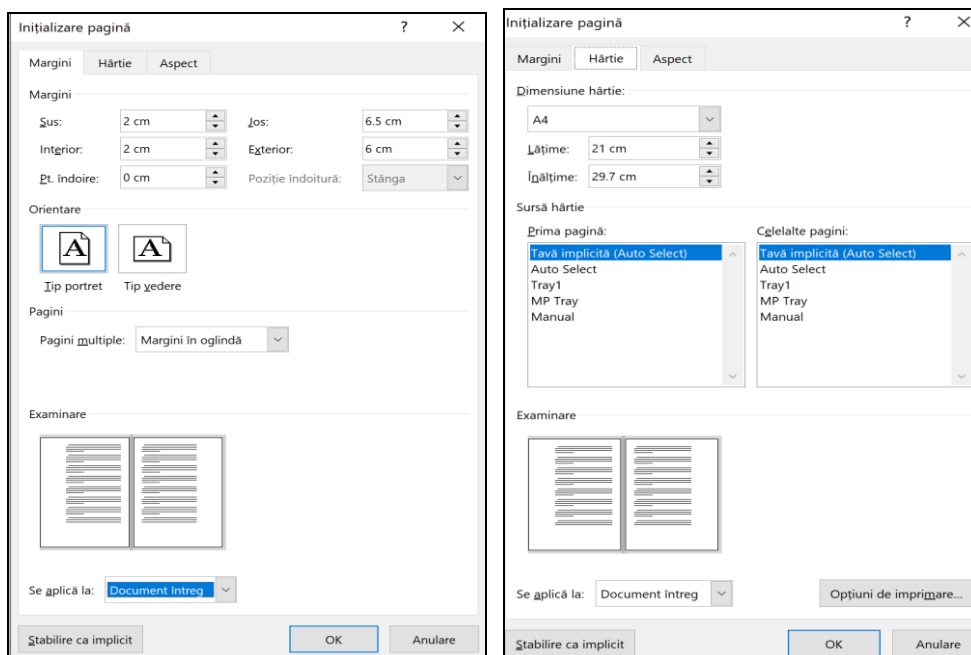 Inițializare pagină ? ×
Margini Hârtie Aspect
Margini
Sus: 2 cm Jos: 6.5 cm
Interior: 2 cm Exterior: 6 cm
Pt. îndoire: 0 cm Poziție îndoitură: Stânga
Orientare
A A
Tip portret Tip vedere
Pagini
Pagini multiple: Margini în oglindă
Examinare
Se aplică la: Document întreg
Stabilire ca implicit OK Anulare
Inițializare pagină ? ×
Margini Hârtie Aspect
Dimensiune hârtie:
A4
Lățime: 21 cm
Înălțime: 29.7 cm
Sursă hârtie
Prima pagină: Celelalte pagini:
Tavă implicită (Auto Select) Tavă implicită (Auto Select)
Auto Select Auto Select
Tray1 Tray1
MP Tray MP Tray
Manual Manual
Examinare
Se aplică la: Document întreg Opțiuni de imprimare...
Stabilire ca implicit OK Anulare